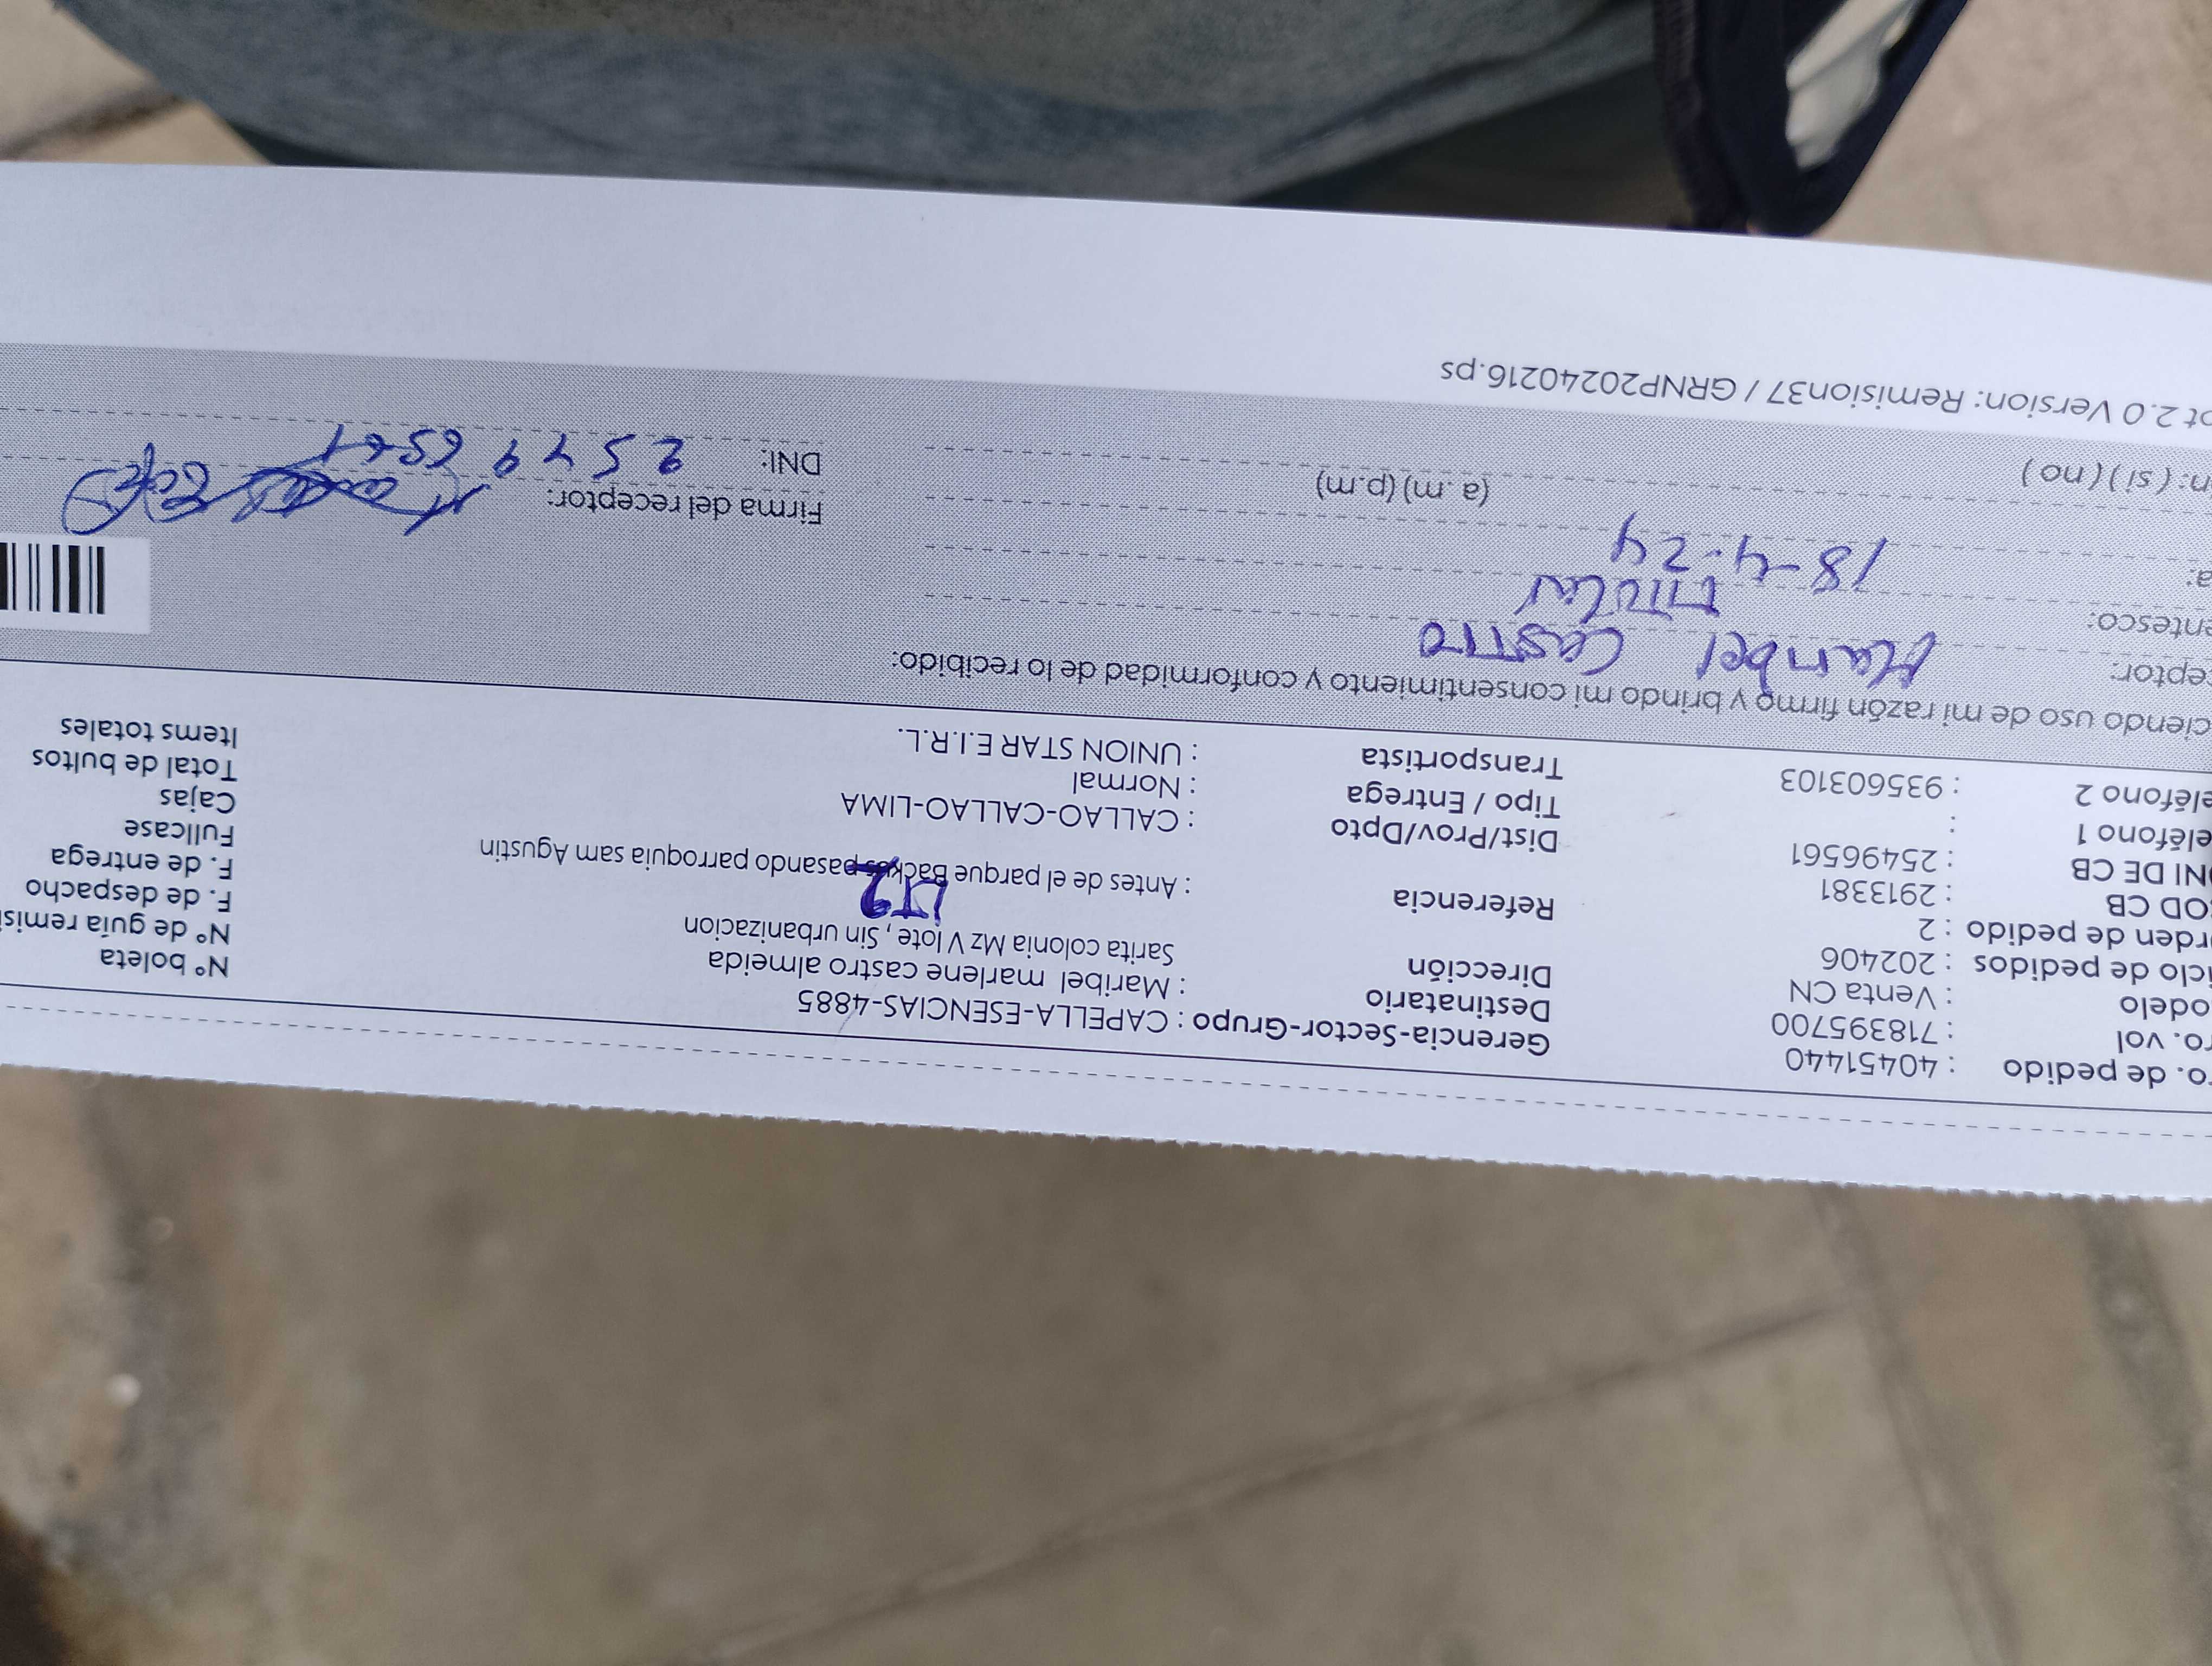 ro. de pedido : 40451440
ro. vol : 718395700
odelo : Venta CN
iclo de pedidos : 202406
rden de pedido : 2
COD CB : 2913381
NI DE CB : 25496561
eléfono 1 :
eléfono 2 : 935603103
Gerencia-Sector-Grupo : CAPELLA-ESENCIAS-4885
Destinatario : Maribel marlene castro almeida
Dirección Sarita colonia Mz V lote , Sin urbanizacion
LT2
Referencia : Antes de el parque Backus pasando parroquia sam Agustin
Dist/Prov/Dpto : CALLAO-CALLAO-LIMA
Tipo / Entrega : Normal
Transportista : UNION STAR E.I.R.L.
N° boleta
N° de guía remisi
F. de despacho
F. de entrega
Fullcase
Cajas
Total de bultos
Items totales
ciendo uso de mi razón firmo y brindo mi consentimiento y conformidad de lo recibido:
eptor: Maribel Castro
entesco: titular
a: 18-4-24
(a.m) (p.m)
n: ( si ) ( no )
Firma del receptor:
DNI: 25496561
pt 2.0 Version: Remision37 / GRNP20240216.ps